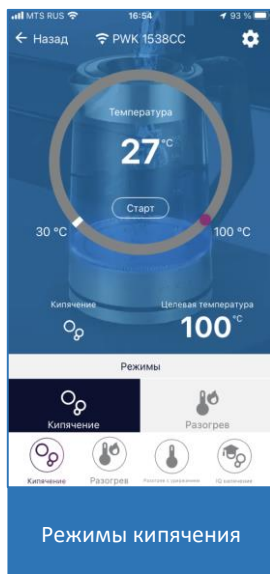 MTS RUS 16:54 93 %
← Назад PWK 1538CC
Температура
27°C
Старт
30 °C 100 °C
Кипячение Целевая температура
100°C
Режимы
Кипячение Разогрев
Кипячение Разогрев Разогрев с удержанием IQ кипячение
Режимы кипячения